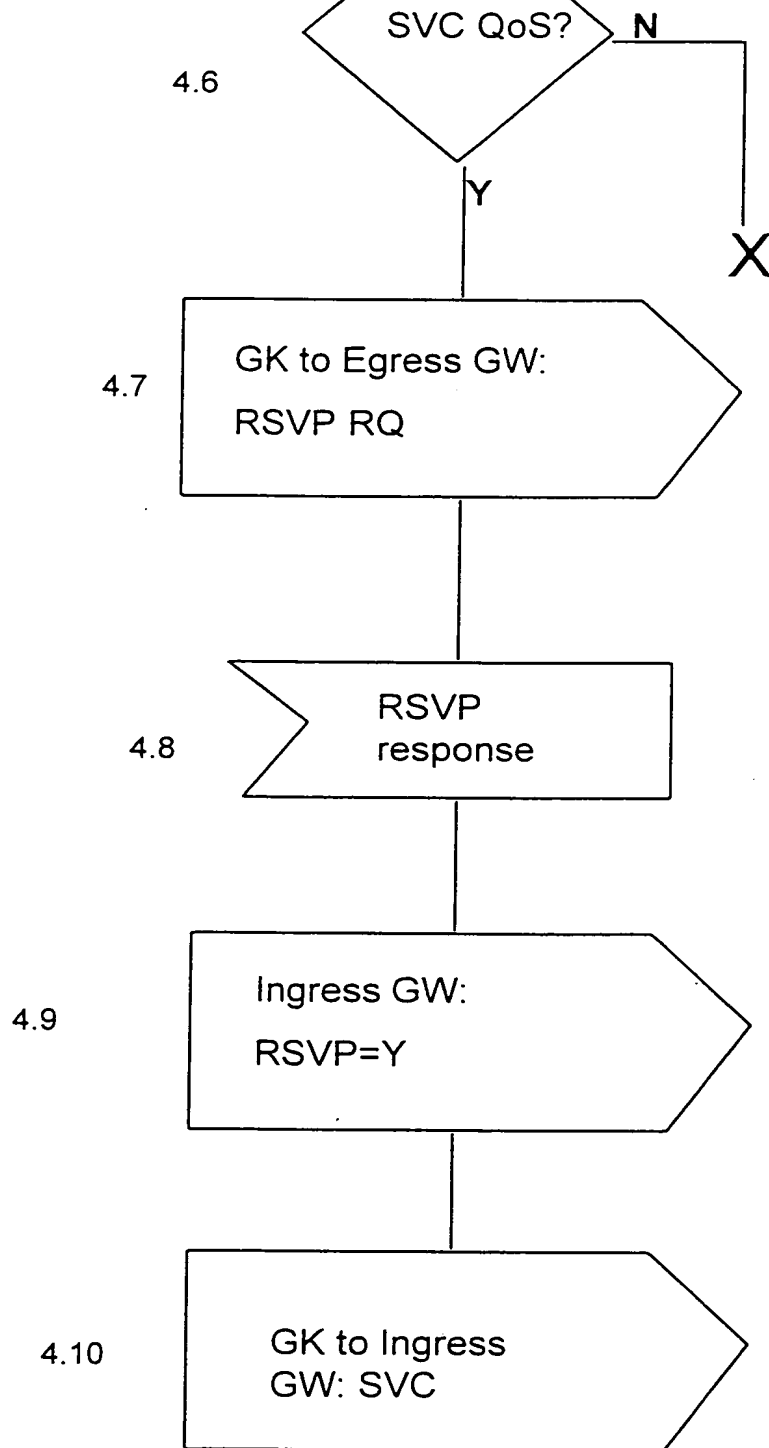 SVC QoS?
N
4.6
Y
X
GK to Egress GW:
4.7
RSVP RQ
RSVP
4.8
response
Ingress GW:
4.9
RSVP=Y
GK to Ingress
4.10
GW: SVC